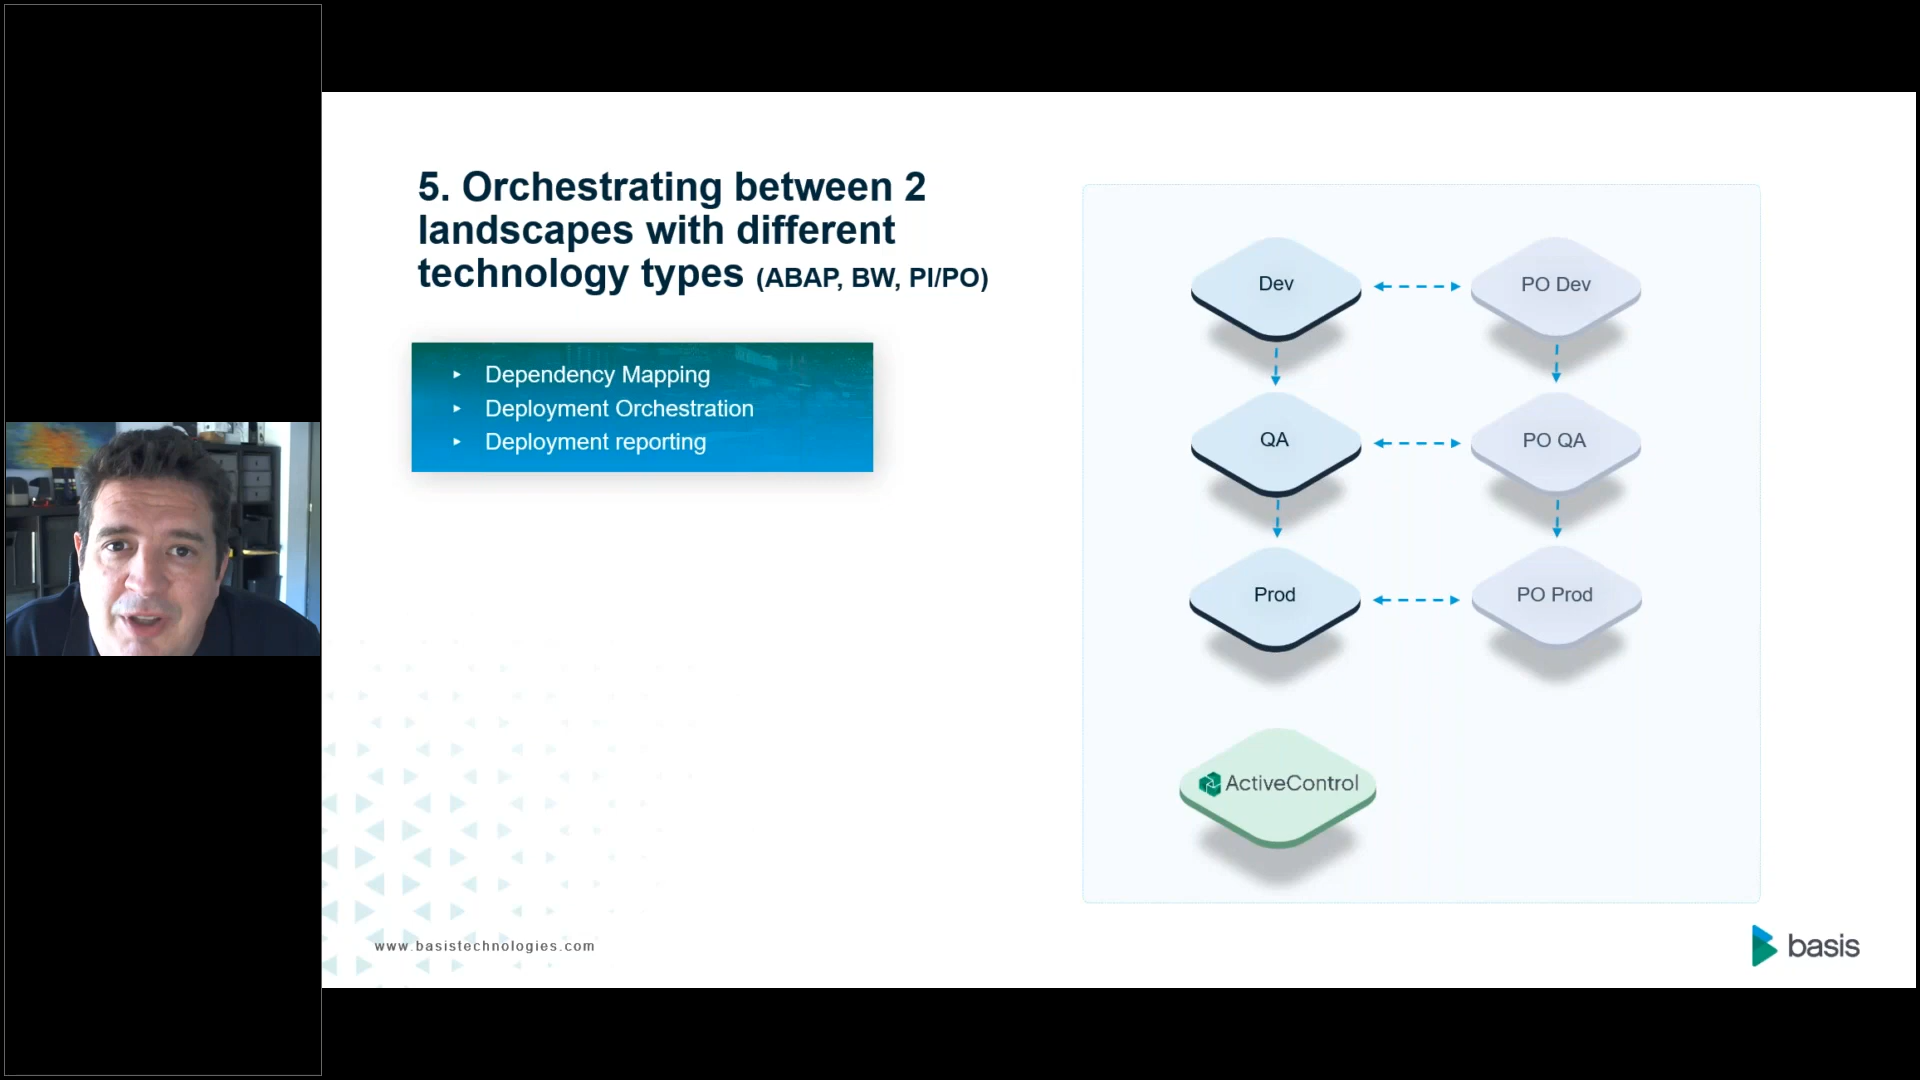 5. Orchestrating between 2
landscapes with different
technology types (ABAP, BW, PI/PO)
Dependency Mapping
Deployment Orchestration
Deployment reporting
Dev
PO Dev
QA
PO QA
Prod
PO Prod
ActiveControl
www.basistechnologies.com
basis